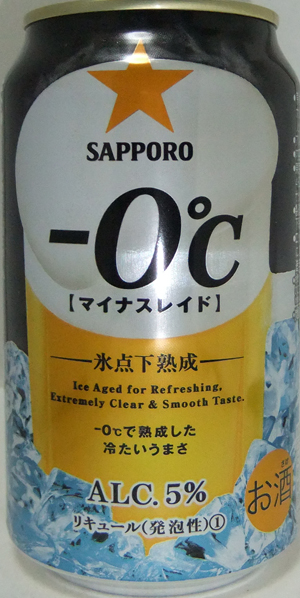 SAPPORO
-0℃
【マイナスレイド】
氷点下熟成
Ice Aged for Refreshing,
Extremely Clear & Smooth Taste.
-0℃で熟成した
冷たいうまさ
ALC.5%
リキュール(発泡性)①
さけ
お酒